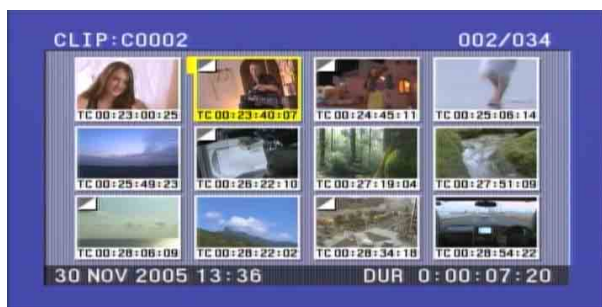 CLIP:C0002 002/034
TC 00:23:00:25 TC 00:23:40:07 TC 00:24:45:11 TC 00:25:06:14
TC 00:25:49:23 TC 00:26:22:10 TC 00:27:19:04 TC 00:27:51:09
TC 00:28:06:09 TC 00:28:22:02 TC 00:28:34:18 TC 00:28:54:22
30 NOV 2005 13:36 DUR 0:00:07:20